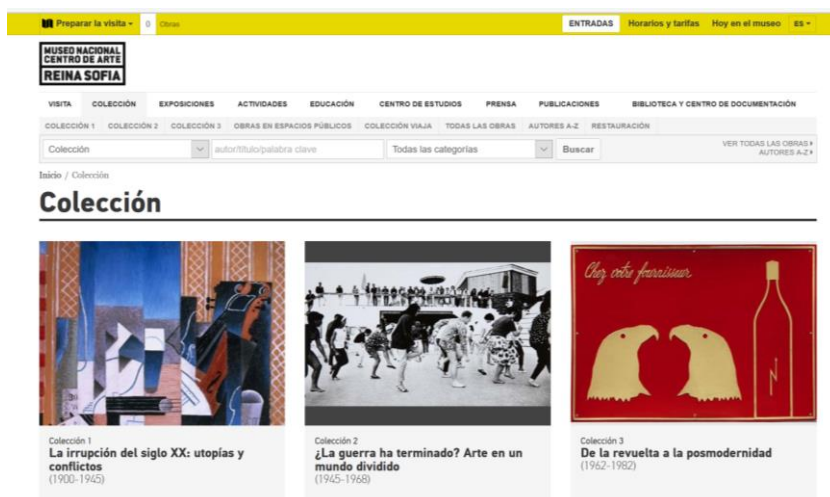 Preparar la visita
0 Obras
ENTRADAS
Horarios y tarifas
Hoy en el museo
ES
MUSEO NACIONAL
CENTRO DE ARTE
REINA SOFIA
VISITA
COLECCIÓN
EXPOSICIONES
ACTIVIDADES
EDUCACIÓN
CENTRO DE ESTUDIOS
PRENSA
PUBLICACIONES
BIBLIOTECA Y CENTRO DE DOCUMENTACIÓN
COLECCIÓN 1
COLECCIÓN 2
COLECCIÓN 3
OBRAS EN ESPACIOS PÚBLICOS
COLECCIÓN VIAJA
TODAS LAS OBRAS
AUTORES A-Z
RESTAURACIÓN
Colección
autor/título/palabra clave
Todas las categorías
Buscar
VER TODAS LAS OBRAS
AUTORES A-Z
Inicio / Colección
Colección
Chez votre fournisseur
N
Colección 1
La irrupción del siglo XX: utopías y
conflictos
(1900-1945)
Colección 2
¿La guerra ha terminado? Arte en un
mundo dividido
(1945-1968)
Colección 3
De la revuelta a la posmodernidad
(1962-1982)